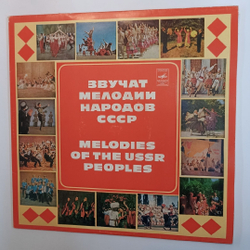 ЗВУЧАТ
МЕЛОДИИ
НАРОДОВ
СССР
MELODIES
OF THE USSR
PEOPLES